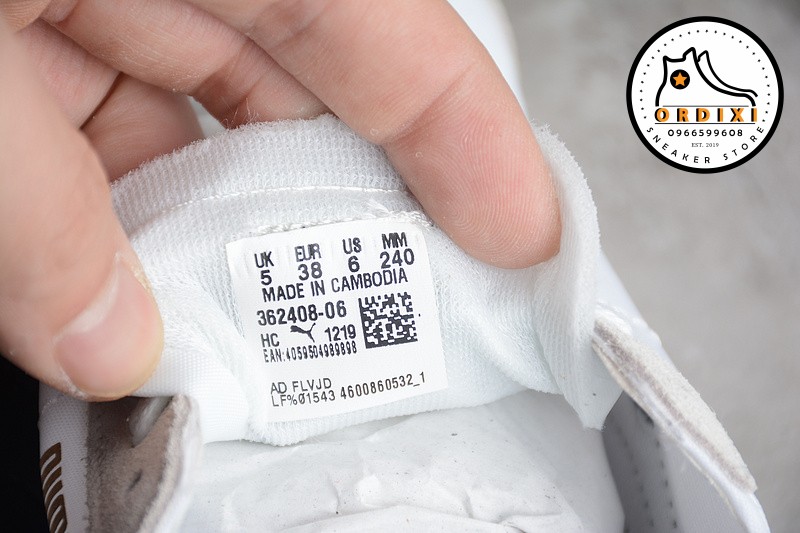 ORDIXI
0966599608
EST. 2019
SNEAKER STORE
UK EUR US MM
5 38 6 240
MADE IN CAMBODIA
362408-06
HC 1219
EAN:4059504989898
AD FLVJD
LF%01543 4600860532_1